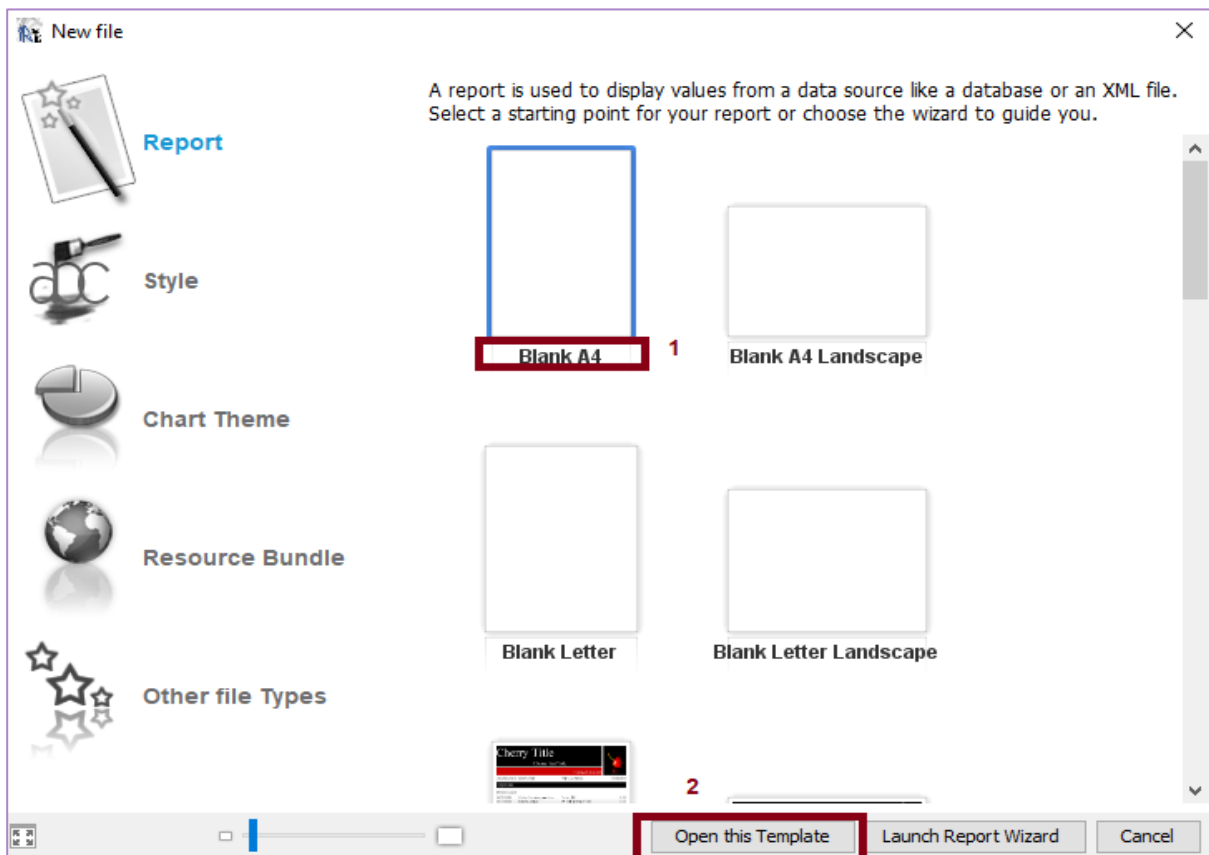 New file
A report is used to display values from a data source like a database or an XML file.
Select a starting point for your report or choose the wizard to guide you.
Report
Style
abc
Chart Theme
Resource Bundle
Other file Types
Blank A4
1
Blank A4 Landscape
Blank Letter
Blank Letter Landscape
Cherry Title
2
Open this Template
Launch Report Wizard
Cancel